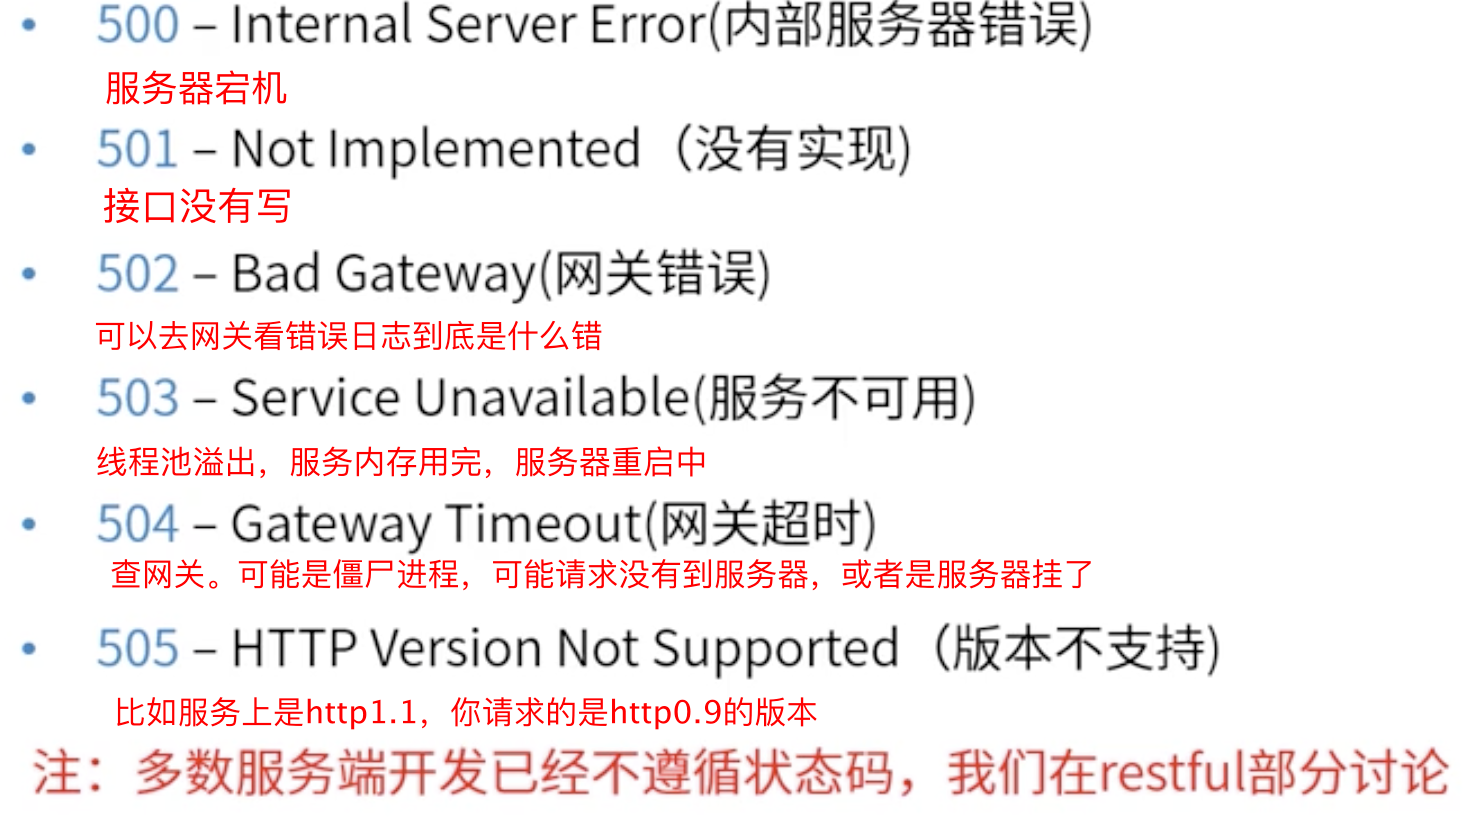 • 500 – Internal Server Error(内部服务器错误)
服务器宕机
• 501 – Not Implemented（没有实现)
接口没有写
• 502 – Bad Gateway(网关错误)
可以去网关看错误日志到底是什么错
• 503 – Service Unavailable(服务不可用)
线程池溢出，服务内存用完，服务器重启中
• 504 – Gateway Timeout(网关超时)
查网关。可能是僵尸进程，可能请求没有到服务器，或者是服务器挂了
• 505 – HTTP Version Not Supported（版本不支持)
比如服务上是http1.1，你请求的是http0.9的版本
注：多数服务端开发已经不遵循状态码，我们在restful部分讨论